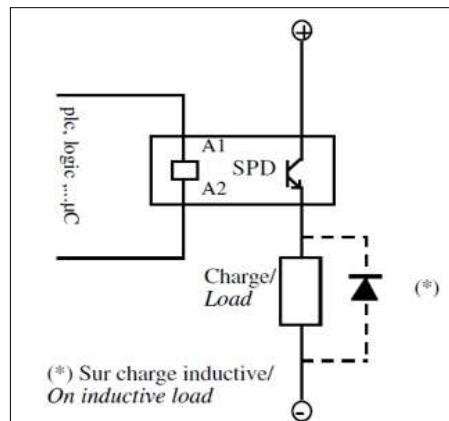 +
plc, logic ....µC
A1
SPD
A2
Charge/
Load
(*)
(*) Sur charge inductive/
On inductive load
-